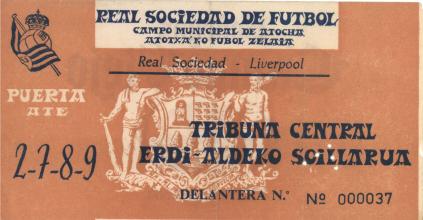 REAL SOCIEDAD DE FUTBOL
CAMPO MUNICIPAL DE ATOCHA
ATOTXA'KO FUBOL ZELAIA
Real Sociedad - Liverpool
PUERTA
ATE
2-7-8-9
TRIBUNA CENTRAL
ERDI-ALDEKO SOILLARUA
DELANTERA N.° Nº 000037